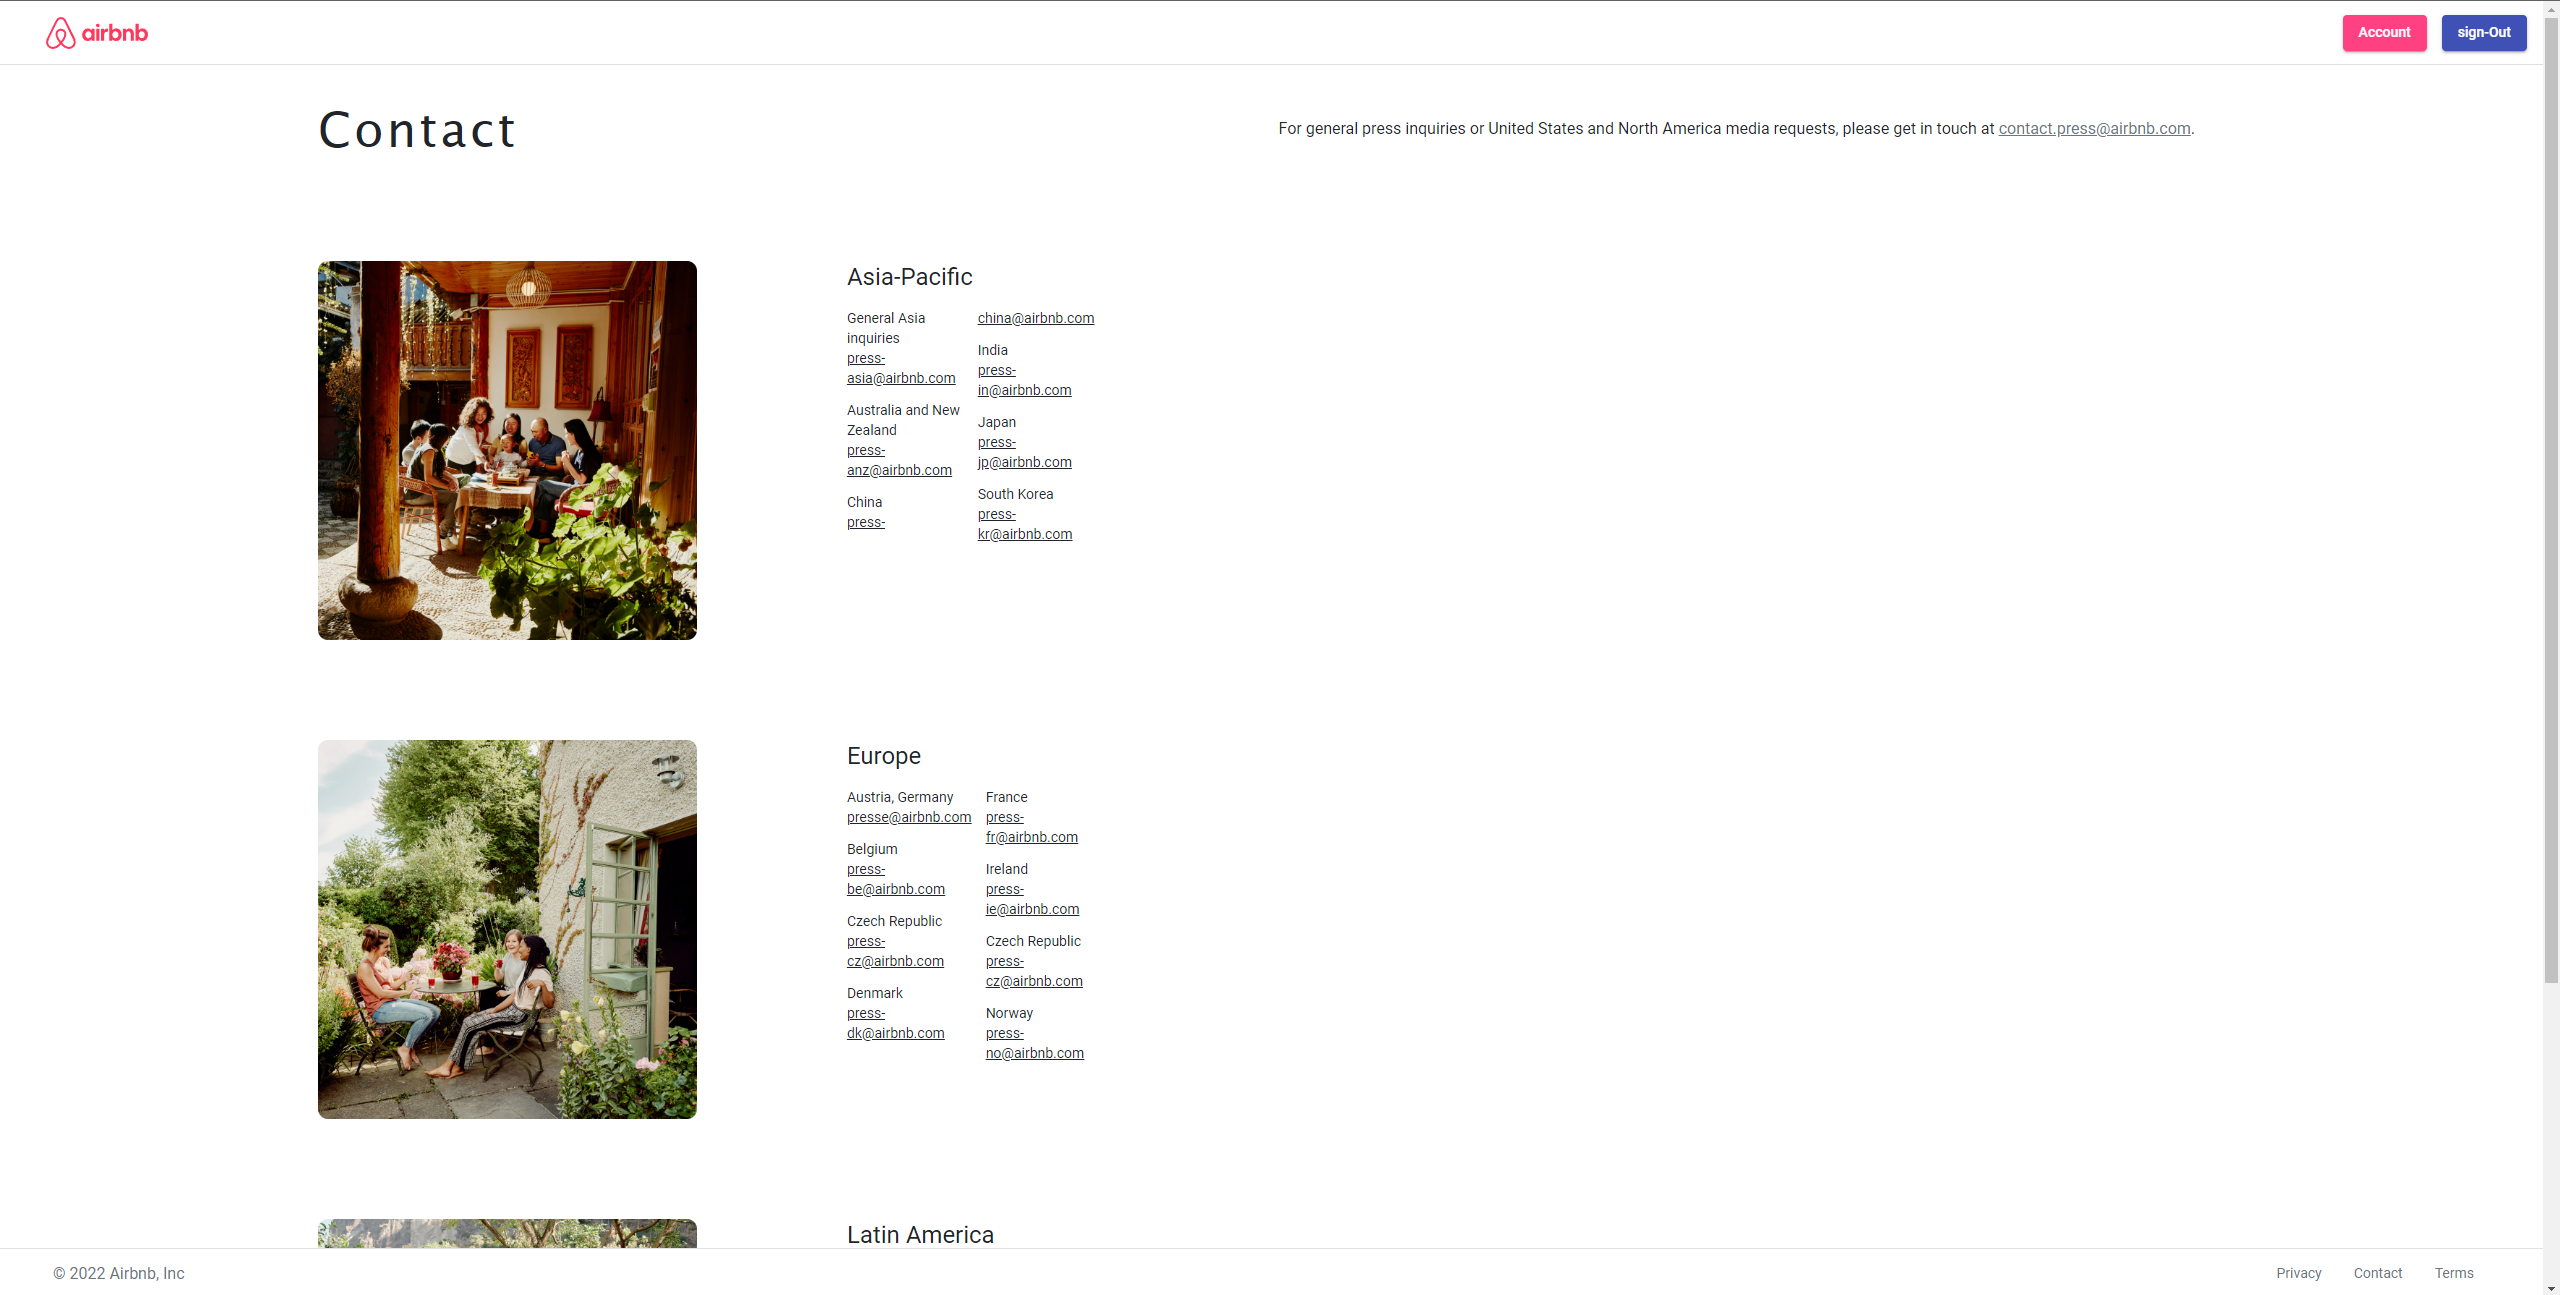 airbnb
Account
sign-Out
Contact
For general press inquiries or United States and North America media requests, please get in touch at contact.press@airbnb.com.
Asia-Pacific
General Asia
inquiries
press-
asia@airbnb.com
Australia and New
Zealand
press-
anz@airbnb.com
China
press-
china@airbnb.com
India
press-
in@airbnb.com
Japan
press-
jp@airbnb.com
South Korea
press-
kr@airbnb.com
Europe
Austria, Germany
presse@airbnb.com
Belgium
press-
be@airbnb.com
Czech Republic
press-
cz@airbnb.com
Denmark
press-
dk@airbnb.com
France
press-
fr@airbnb.com
Ireland
press-
ie@airbnb.com
Czech Republic
press-
cz@airbnb.com
Norway
press-
no@airbnb.com
Latin America
© 2022 Airbnb, Inc
Privacy
Contact
Terms